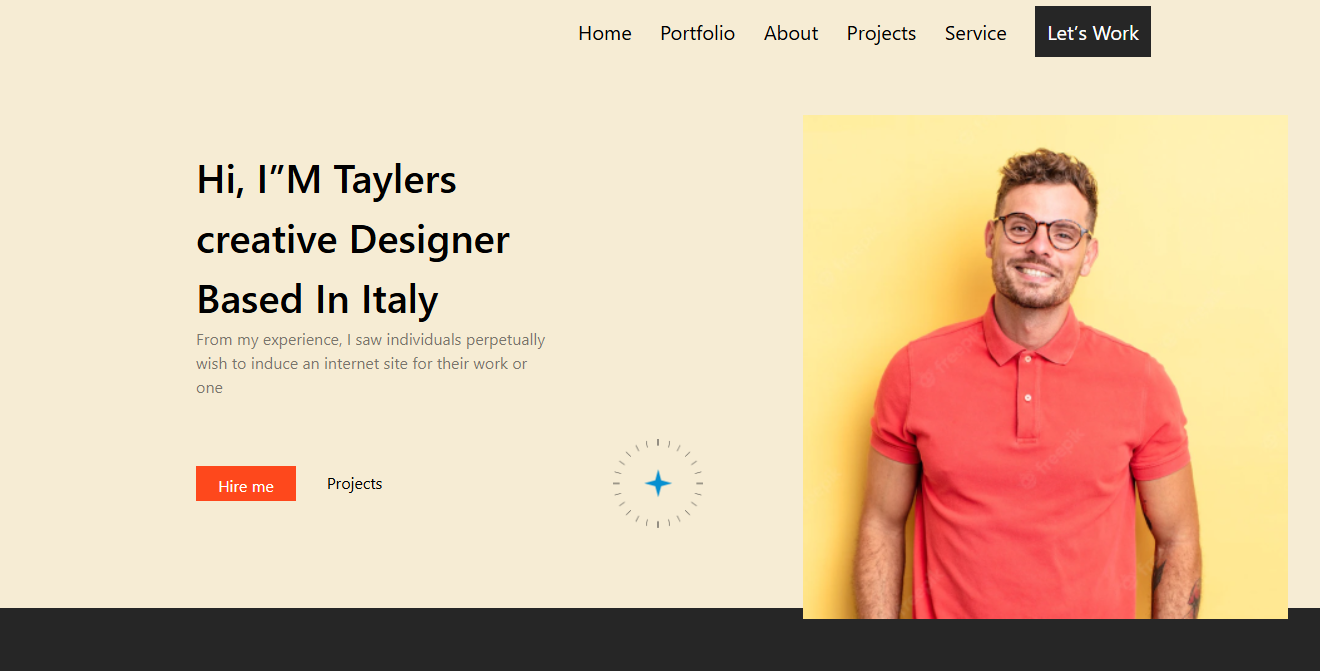 Home Portfolio About Projects Service Let's Work
Hi, I”M Taylers
creative Designer
Based In Italy
From my experience, I saw individuals perpetually
wish to induce an internet site for their work or
one
Hire me Projects